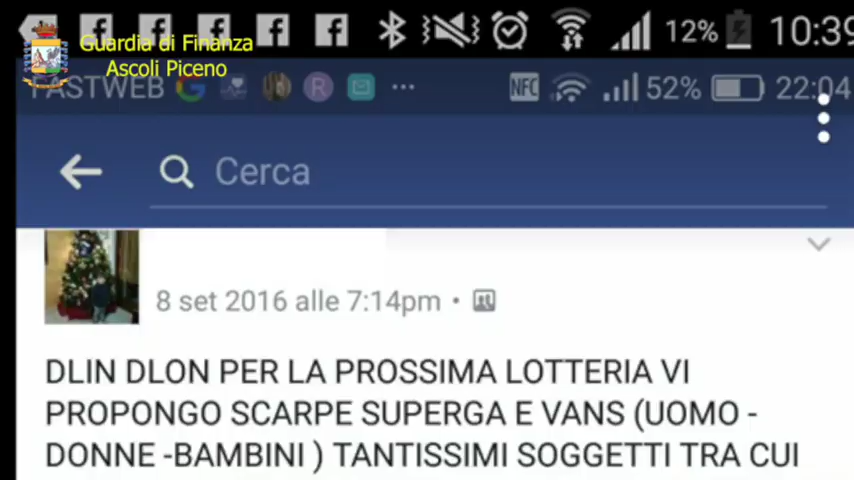 12% 10:39
Guardia di Finanza
Ascoli Piceno
FASTWEB NFC 52% 22:04
Cerca
8 set 2016 alle 7:14pm •
DLIN DLON PER LA PROSSIMA LOTTERIA VI
PROPONGO SCARPE SUPERGA E VANS (UOMO -
DONNE -BAMBINI ) TANTISSIMI SOGGETTI TRA CUI